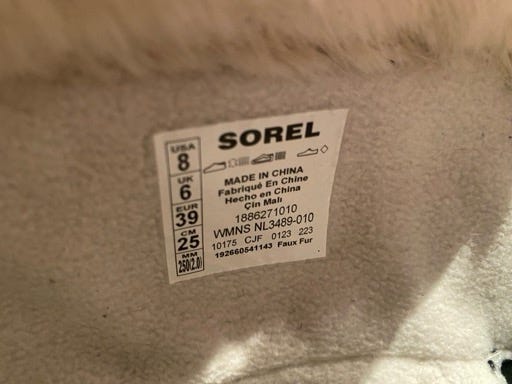 SOREL
USA
8
UK
6
EUR
39
CM
25
MM
250(2.0)
MADE IN CHINA
Fabriqué En Chine
Hecho en China
Çin Malı
1886271010
WMNS NL3489-010
10175 CJF 0123 223
192660541143 Faux Fur